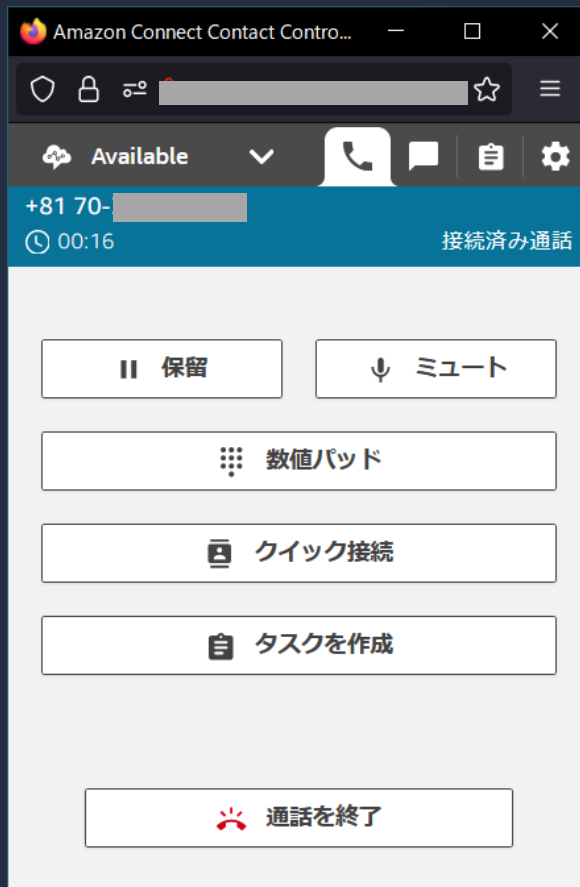 Amazon Connect Contact Contro...
Available
+81 70-
00:16 接続済み通話
保留 ミュート
数値パッド
クイック接続
タスクを作成
通話を終了